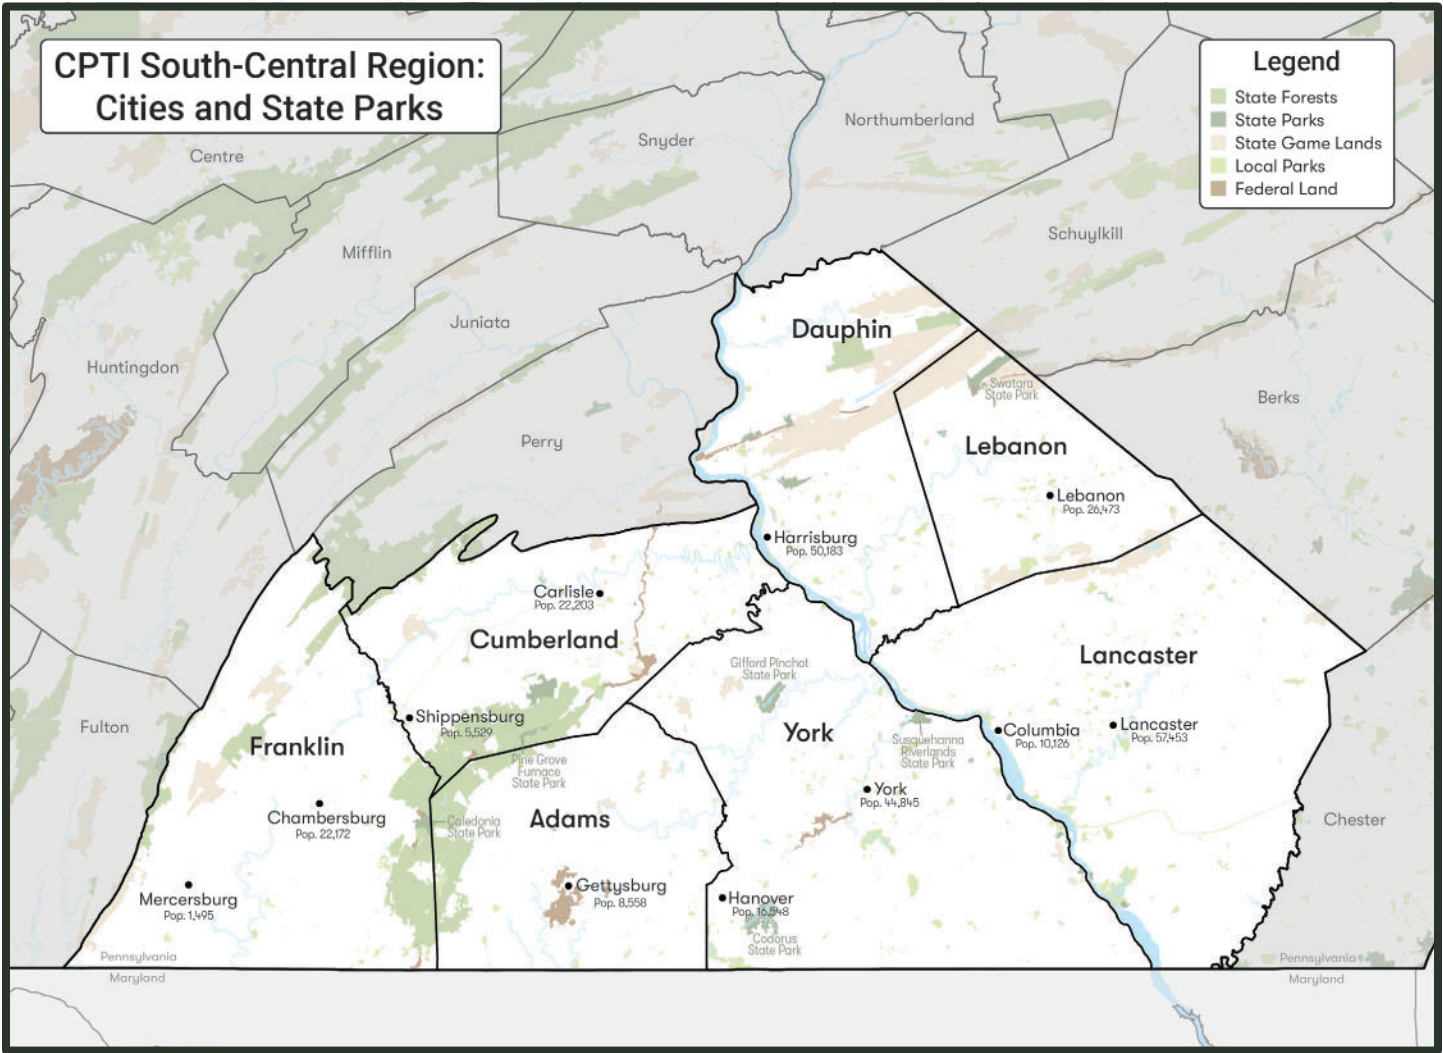 CPTI South-Central Region:
Cities and State Parks
Legend
State Forests
State Parks
State Game Lands
Local Parks
Federal Land
Centre
Snyder
Northumberland
Schuylkill
Mifflin
Juniata
Huntingdon
Perry
Berks
Fulton
Chester
Dauphin
Swatara
State Park
Lebanon
Lebanon
Pop. 26,473
Harrisburg
Pop. 50,183
Carlisle
Pop. 22,203
Cumberland
Shippensburg
Pop. 5,529
Gifford Pinchot
State Park
Lancaster
Lancaster
Pop. 57,453
Columbia
Pop. 10,126
Susquehanna
Riverlands
State Park
York
York
Pop. 44,845
Franklin
Chambersburg
Pop. 22,172
Mercersburg
Pop. 1,495
Pine Grove
Furnace
State Park
Caledonia
State Park
Adams
Gettysburg
Pop. 8,558
Hanover
Pop. 16,548
Codorus
State Park
Pennsylvania
Maryland
Pennsylvania
Maryland